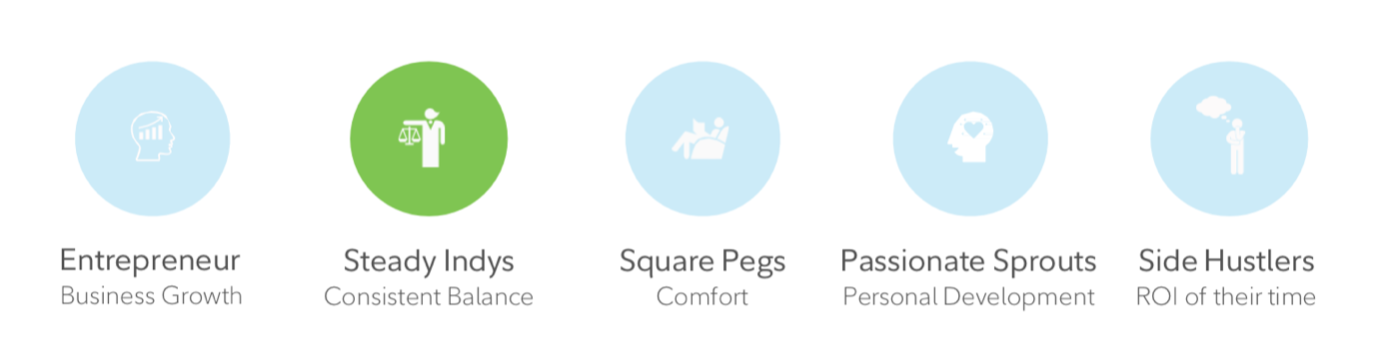 Entrepreneur
Business Growth
Steady Indys
Consistent Balance
Square Pegs
Comfort
Passionate Sprouts
Personal Development
Side Hustlers
ROI of their time